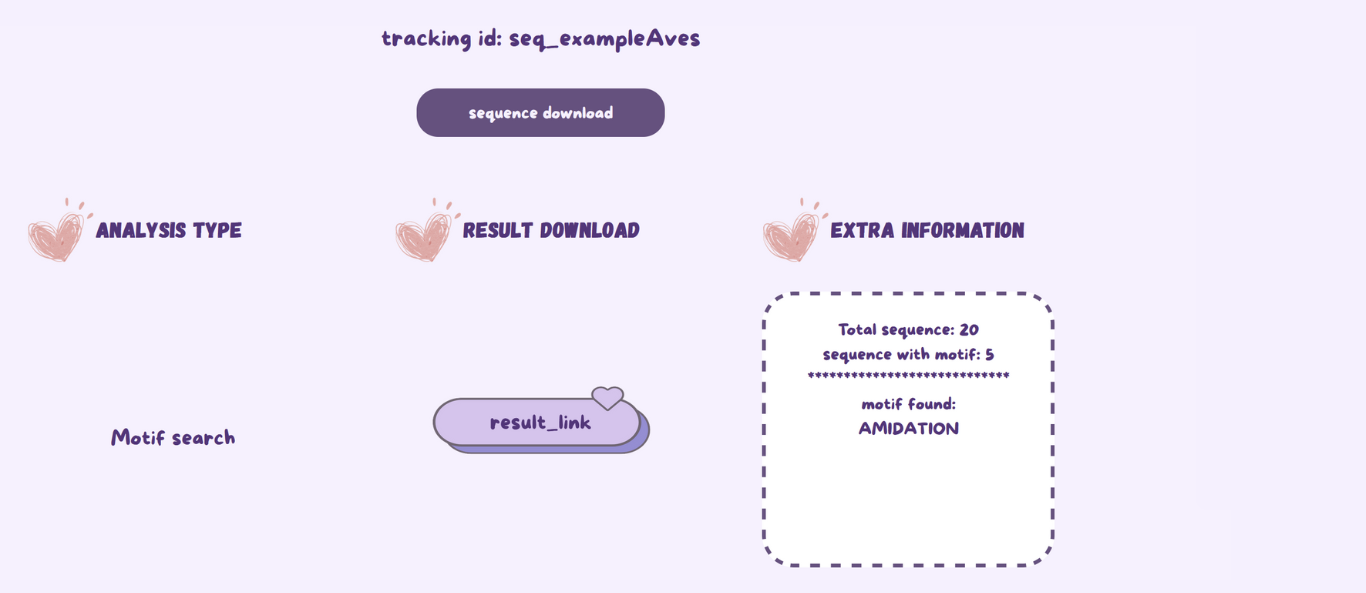 tracking id: seq_exampleAves
sequence download
ANALYSIS TYPE
RESULT DOWNLOAD
EXTRA INFORMATION
Motif search
result_link
Total sequence: 20
sequence with motif: 5
****************************
motif found:
AMIDATION